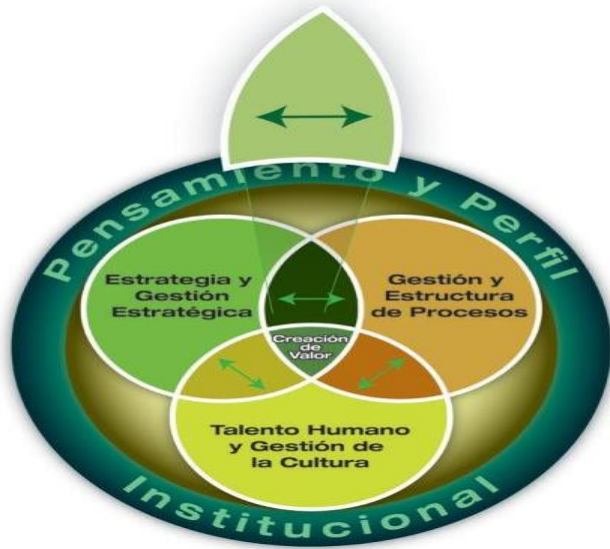 Pensamiento y Perfil
Estrategia y
Gestión
Estratégica
Gestión y
Estructura
de Procesos
Creación
de
Valor
Talento Humano
y Gestión de
la Cultura
Institucional